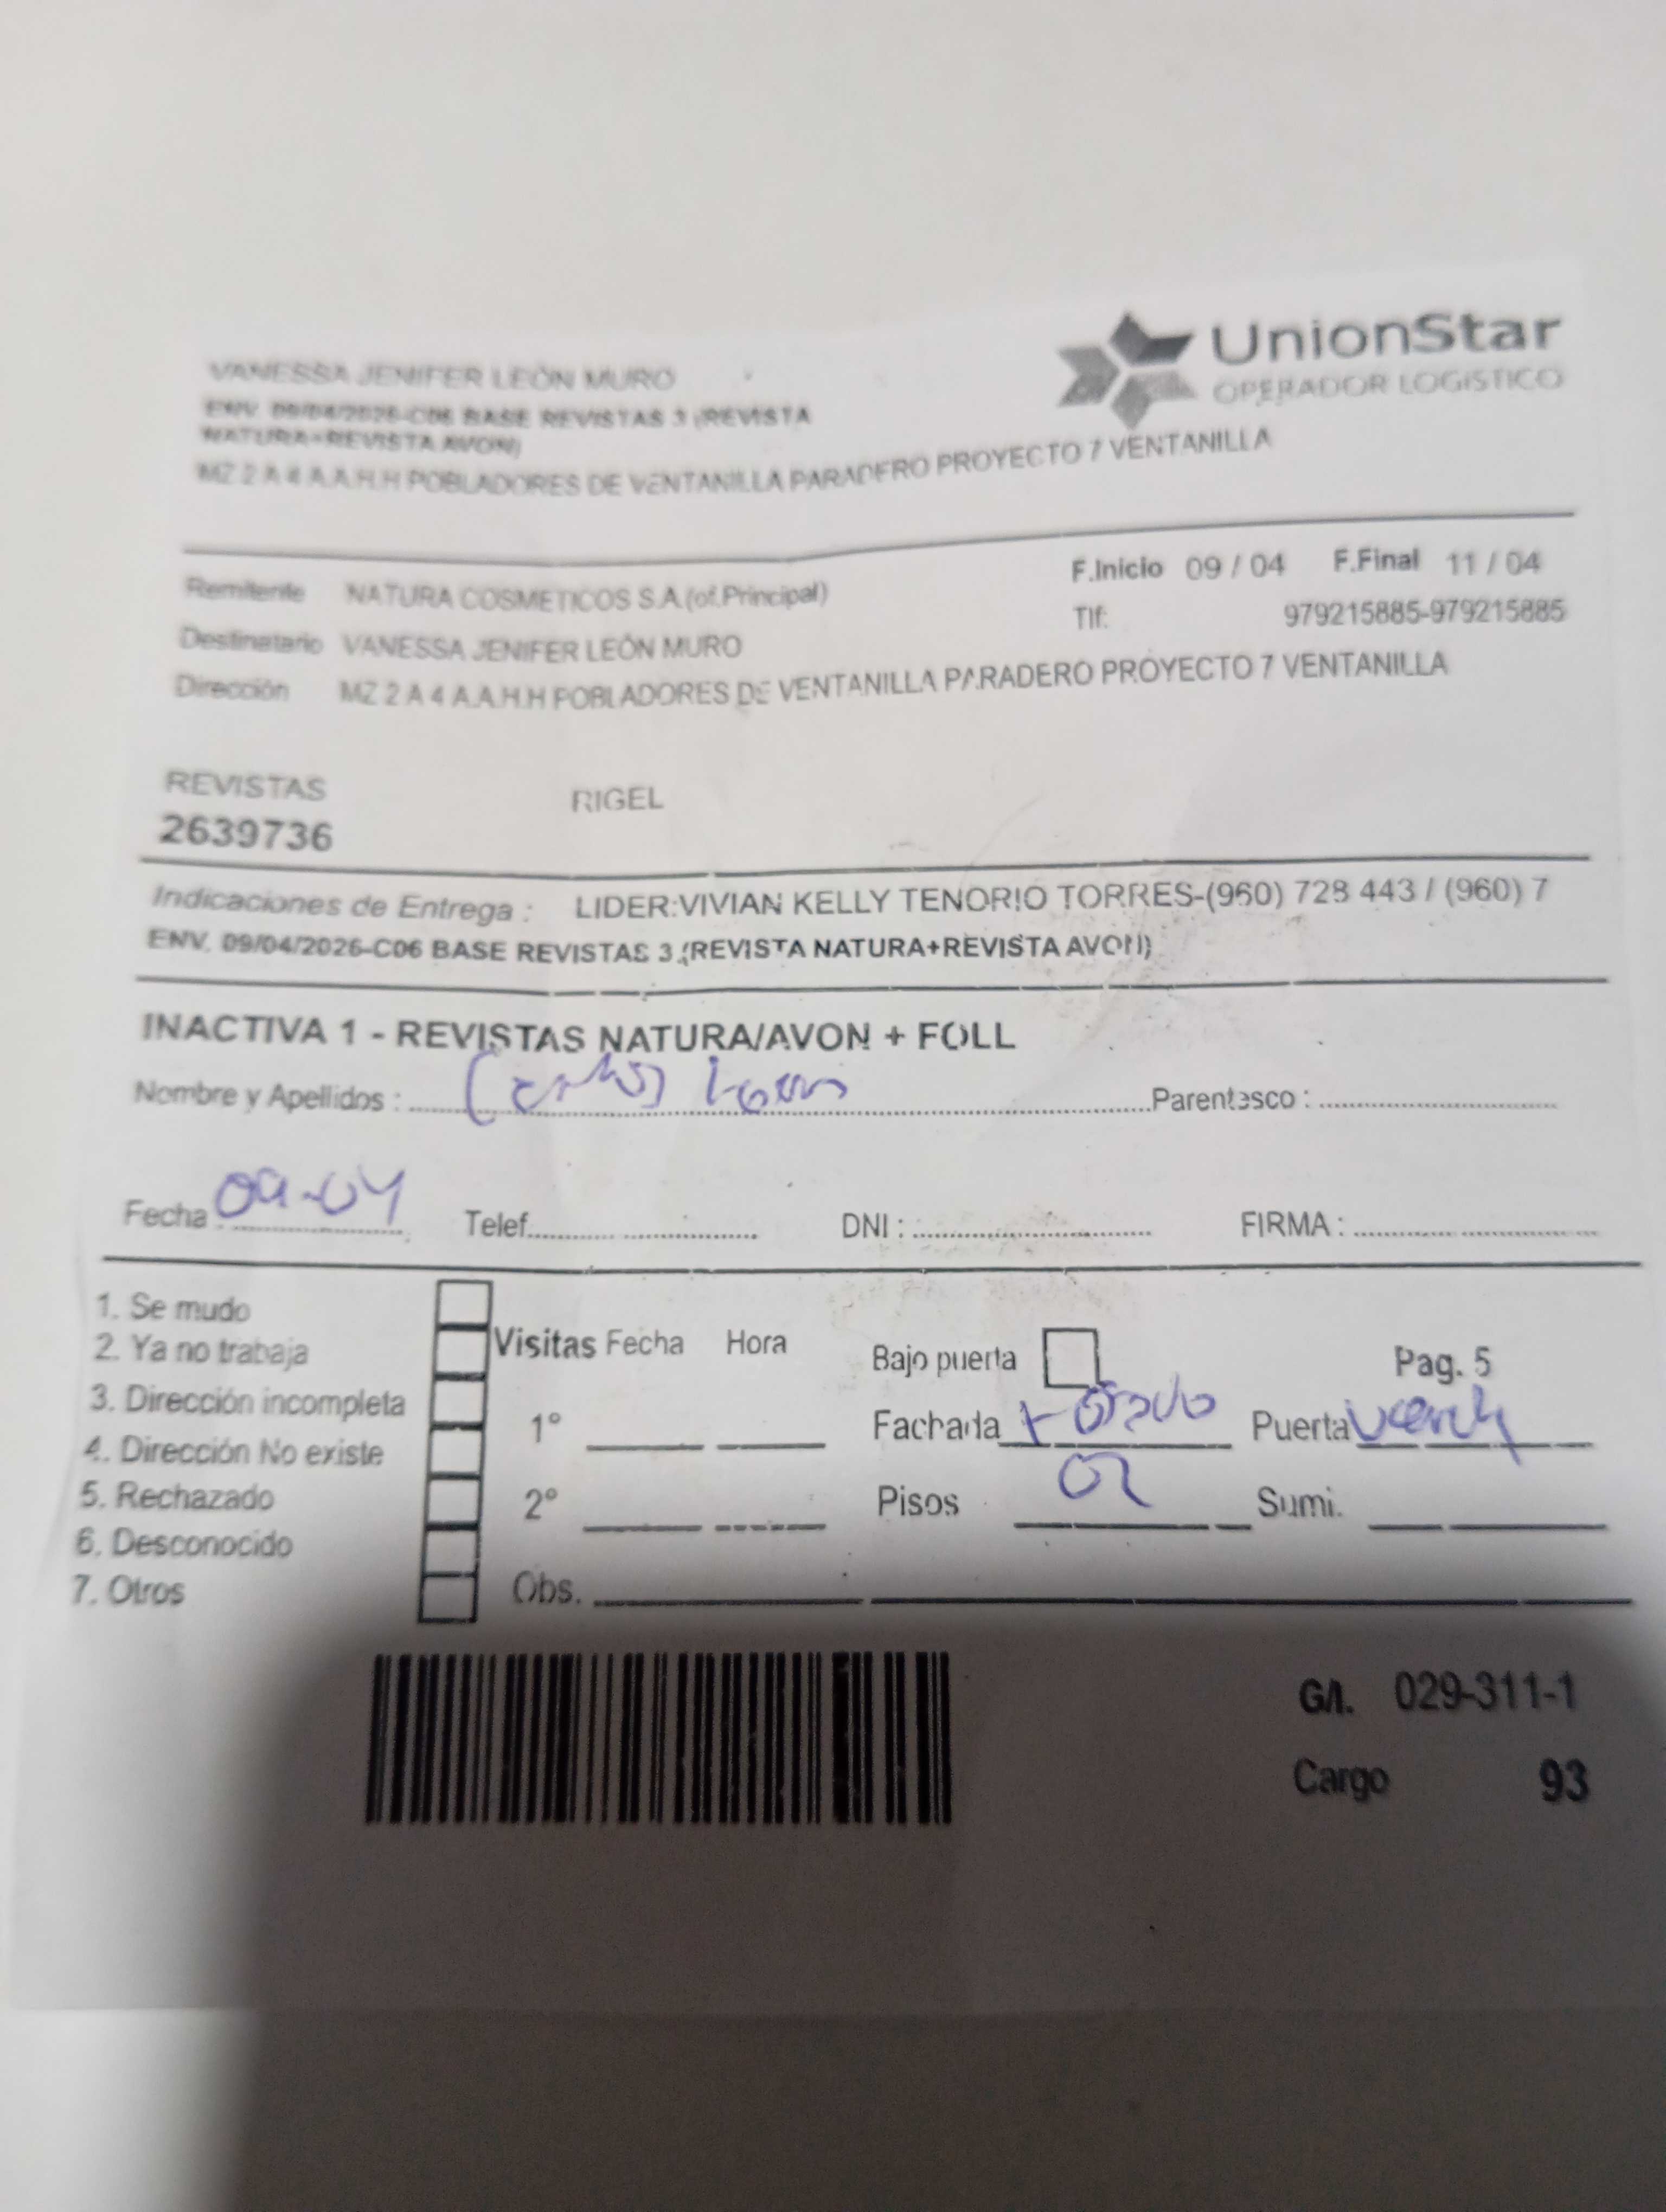 UnionStar
OPERADOR LOGISTICO
VANESSA JENIFER LEÓN MURO
ENV. 09/04/2026-C06 BASE REVISTAS 3 (REVISTA
NATURA+REVISTA AVON)
MZ 2 A 4 A.A.H.H POBLADORES DE VENTANILLA PARADERO PROYECTO 7 VENTANILLA
Remitente NATURA COSMETICOS S.A.(of.Principal)
F.Inicio 09 / 04 F.Final 11 / 04
Tlf: 979215885-979215885
Destinatario VANESSA JENIFER LEÓN MURO
Dirección MZ 2 A 4 A.A.H.H POBLADORES DE VENTANILLA PARADERO PROYECTO 7 VENTANILLA
REVISTAS RIGEL
2639736
Indicaciones de Entrega : LIDER:VIVIAN KELLY TENORIO TORRES-(960) 728 443 / (960) 7
ENV. 09/04/2026-C06 BASE REVISTAS 3 (REVISTA NATURA+REVISTA AVON)
INACTIVA 1 - REVISTAS NATURA/AVON + FOLL
Nombre y Apellidos : Parentesco :
Fecha 09-04 Telef. DNI : FIRMA :
1. Se mudo
2. Ya no trabaja
3. Dirección incompleta
4. Dirección No existe
5. Rechazado
6. Desconocido
7. Otros
Visitas Fecha Hora
1°
2°
Obs.
Bajo puerta Pag. 5
Fachada Puerta
Pisos 02 Sumi.
G/I. 029-311-1
Cargo 93